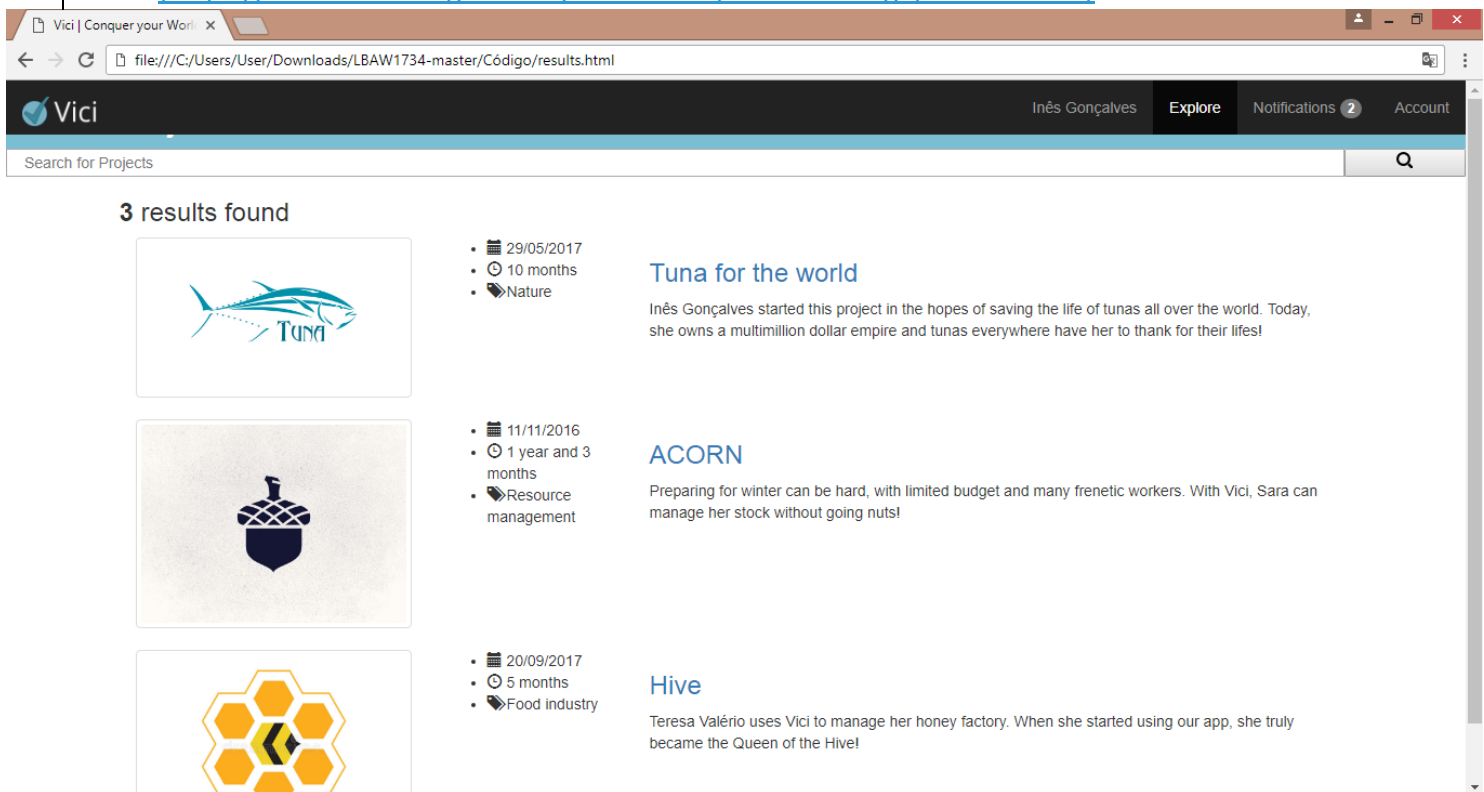 Vici | Conquer your Worl
file:///C:/Users/User/Downloads/LBAW1734-master/Código/results.html
Vici
Inês Gonçalves Explore Notifications 2 Account
Search for Projects
3 results found
TUNA
29/05/2017
10 months
Nature
Tuna for the world
Inês Gonçalves started this project in the hopes of saving the life of tunas all over the world. Today,
she owns a multimillion dollar empire and tunas everywhere have her to thank for their lifes!
11/11/2016
1 year and 3
months
Resource
management
ACORN
Preparing for winter can be hard, with limited budget and many frenetic workers. With Vici, Sara can
manage her stock without going nuts!
20/09/2017
5 months
Food industry
Hive
Teresa Valério uses Vici to manage her honey factory. When she started using our app, she truly
became the Queen of the Hive!